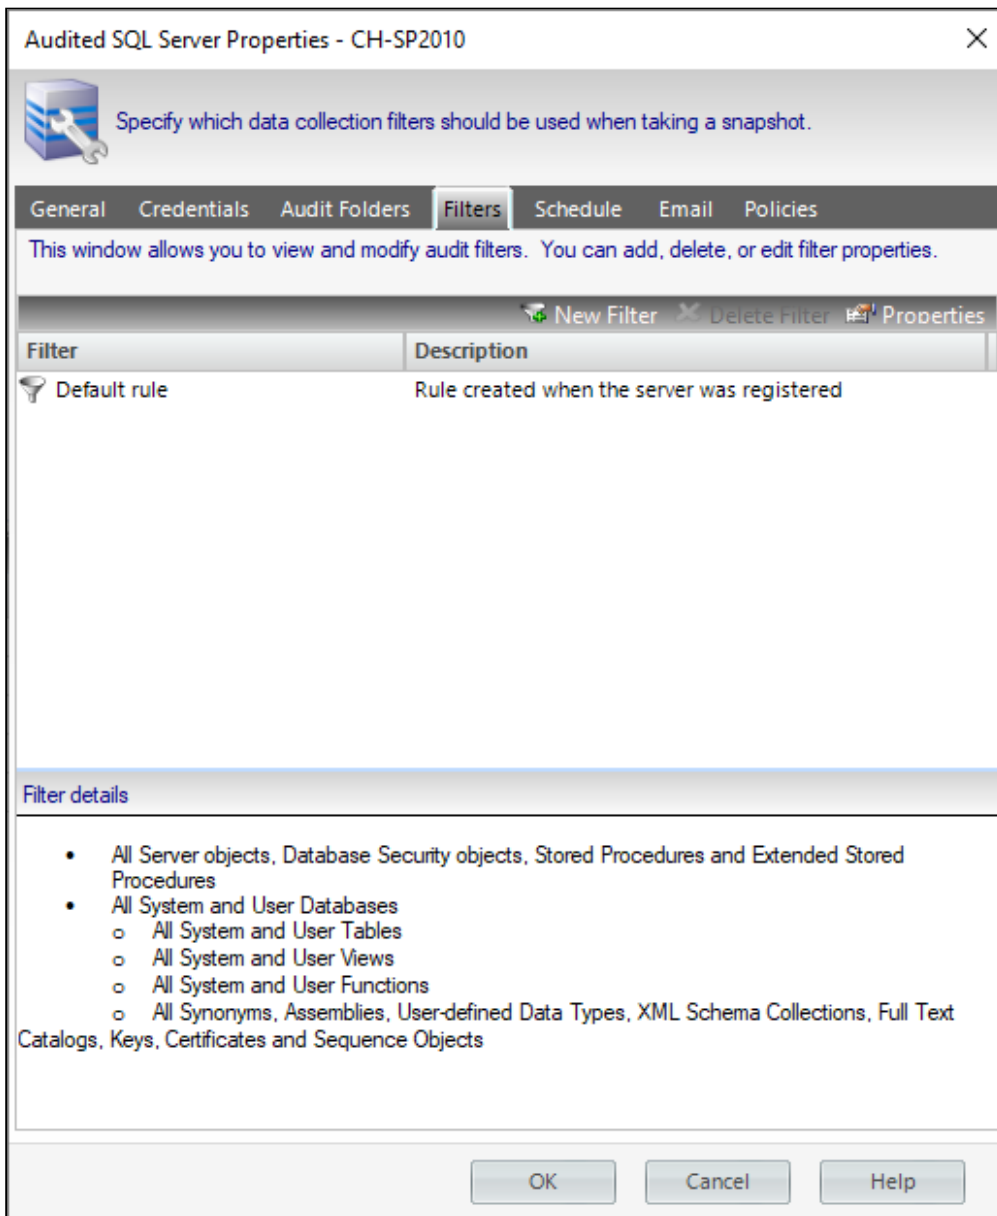 Audited SQL Server Properties - CH-SP2010
Specify which data collection filters should be used when taking a snapshot.
General Credentials Audit Folders Filters Schedule Email Policies
This window allows you to view and modify audit filters. You can add, delete, or edit filter properties.
New Filter Delete Filter Properties
Filter Description
Default rule Rule created when the server was registered
Filter details
• All Server objects, Database Security objects, Stored Procedures and Extended Stored
Procedures
• All System and User Databases
o All System and User Tables
o All System and User Views
o All System and User Functions
o All Synonyms, Assemblies, User-defined Data Types, XML Schema Collections, Full Text
Catalogs, Keys, Certificates and Sequence Objects
OK Cancel Help